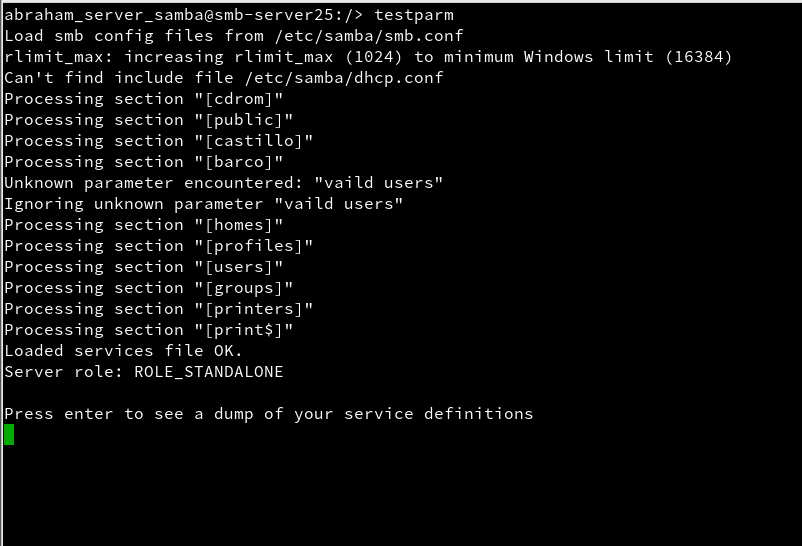 abraham_server_samba@smb-server25:/> testparm
Load smb config files from /etc/samba/smb.conf
rlimit_max: increasing rlimit_max (1024) to minimum Windows limit (16384)
Can't find include file /etc/samba/dhcp.conf
Processing section "[cdrom]"
Processing section "[public]"
Processing section "[castillo]"
Processing section "[barco]"
Unknown parameter encountered: "vaild users"
Ignoring unknown parameter "vaild users"
Processing section "[homes]"
Processing section "[profiles]"
Processing section "[users]"
Processing section "[groups]"
Processing section "[printers]"
Processing section "[print$]"
Loaded services file OK.
Server role: ROLE_STANDALONE
Press enter to see a dump of your service definitions